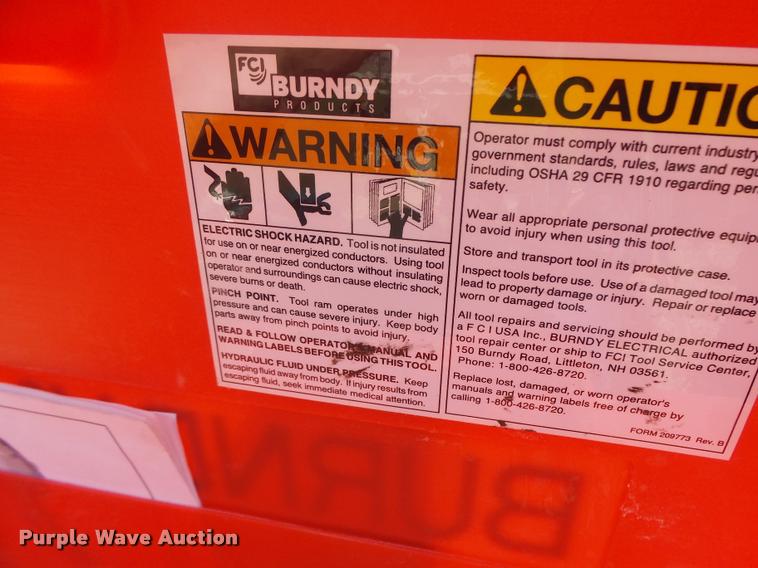 FCI
BURNDY
PRODUCTS
WARNING
ELECTRIC SHOCK HAZARD. Tool is not insulated
for use on or near energized conductors. Using tool
on or near energized conductors without insulating
operator and surroundings can cause electric shock,
severe burns or death.
PINCH POINT. Tool ram operates under high
pressure and can cause severe injury. Keep body
parts away from pinch points to avoid injury.
READ & FOLLOW OPERATOR'S MANUAL AND
WARNING LABELS BEFORE USING THIS TOOL.
HYDRAULIC FLUID UNDER PRESSURE. Keep
escaping fluid away from body. If injury results from
escaping fluid, seek immediate medical attention.
CAUTIO
Operator must comply with current industry
government standards, rules, laws and regu
including OSHA 29 CFR 1910 regarding per
safety.
Wear all appropriate personal protective equip
to avoid injury when using this tool.
Store and transport tool in its protective case.
Inspect tools before use. Use of a damaged tool may
lead to property damage or injury. Repair or replace
worn or damaged tools.
All tool repairs and servicing should be performed by
a F C I USA Inc., BURNDY ELECTRICAL authorized
tool repair center or ship to FCI Tool Service Center,
150 Burndy Road, Littleton, NH 03561.
Phone: 1-800-426-8720.
Replace lost, damaged, or worn operator's
manuals and warning labels free of charge by
calling 1-800-426-8720.
FORM 209773 Rev. B
BURN
Purple Wave Auction